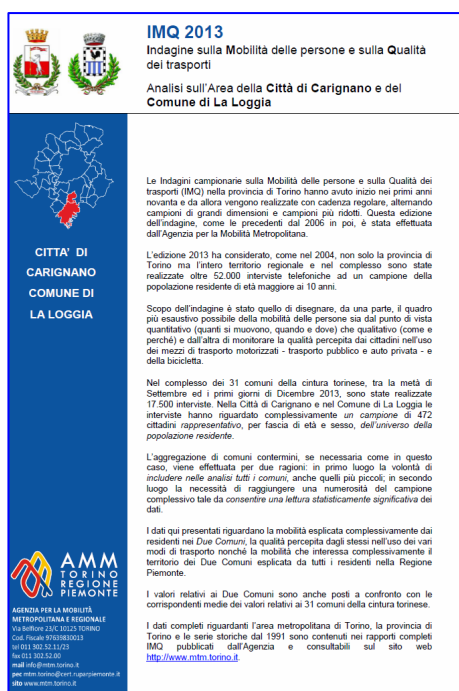 IMQ 2013
Indagine sulla Mobilità delle persone e sulla Qualità
dei trasporti
Analisi sull'Area della Città di Carignano e del
Comune di La Loggia
CITTA' DI
CARIGNANO
COMUNE DI
LA LOGGIA
Le Indagini campionarie sulla Mobilità delle persone e sulla Qualità dei
trasporti (IMQ) nella provincia di Torino hanno avuto inizio nei primi anni
novanta e da allora vengono realizzate con cadenza regolare, alternando
campioni di grandi dimensioni e campioni più ridotti. Questa edizione
dell'indagine, come le precedenti dal 2006 in poi, è stata effettuata
dall'Agenzia per la Mobilità Metropolitana.
L'edizione 2013 ha considerato, come nel 2004, non solo la provincia di
Torino ma l'intero territorio regionale e nel complesso sono state
realizzate oltre 52.000 interviste telefoniche ad un campione della
popolazione residente di età maggiore ai 10 anni.
Scopo dell'indagine è stato quello di disegnare, da una parte, il quadro
più esaustivo possibile della mobilità delle persone sia dal punto di vista
quantitativo (quanti si muovono, quando e dove) che qualitativo (come e
perché) e dall'altra di monitorare la qualità percepita dai cittadini nell'uso
dei mezzi di trasporto motorizzati - trasporto pubblico e auto privata - e
della bicicletta.
Nel complesso dei 31 comuni della cintura torinese, tra la metà di
Settembre ed i primi giorni di Dicembre 2013, sono state realizzate
17.500 interviste. Nella Città di Carignano e nel Comune di La Loggia le
interviste hanno riguardato complessivamente un campione di 472
cittadini rappresentativo, per fascia di età e sesso, dell'universo della
popolazione residente.
L'aggregazione di comuni contermini, se necessaria come in questo
caso, viene effettuata per due ragioni: in primo luogo la volontà di
includere nelle analisi tutti i comuni, anche quelli più piccoli; in secondo
luogo la necessità di raggiungere una numerosità del campione
complessivo tale da consentire una lettura statisticamente significativa dei
dati.
I dati qui presentati riguardano la mobilità esplicata complessivamente dai
residenti nei Due Comuni, la qualità percepita dagli stessi nell'uso dei vari
modi di trasporto nonché la mobilità che interessa complessivamente il
territorio dei Due Comuni esplicata da tutti i residenti nella Regione
Piemonte.
I valori relativi ai Due Comuni sono anche posti a confronto con le
corrispondenti medie dei valori relativi ai 31 comuni della cintura torinese.
I dati completi riguardanti l'area metropolitana di Torino, la provincia di
Torino e le serie storiche dal 1991 sono contenuti nei rapporti completi
IMQ pubblicati dall'Agenzia e consultabili sul sito web
http://www.mtm.torino.it.
AMM
TORINO
REGIONE
PIEMONTE
AGENZIA PER LA MOBILITÀ
METROPOLITANA E REGIONALE
Via Belfiore 23/C 10125 TORINO
Cod. Fiscale 97639830013
tel 011 302.52.11/23
fax 011 302.52.00
mail info@mtm.torino.it
pec mtm.torino@cert.ruparpiemonte.it
sito www.mtm.torino.it